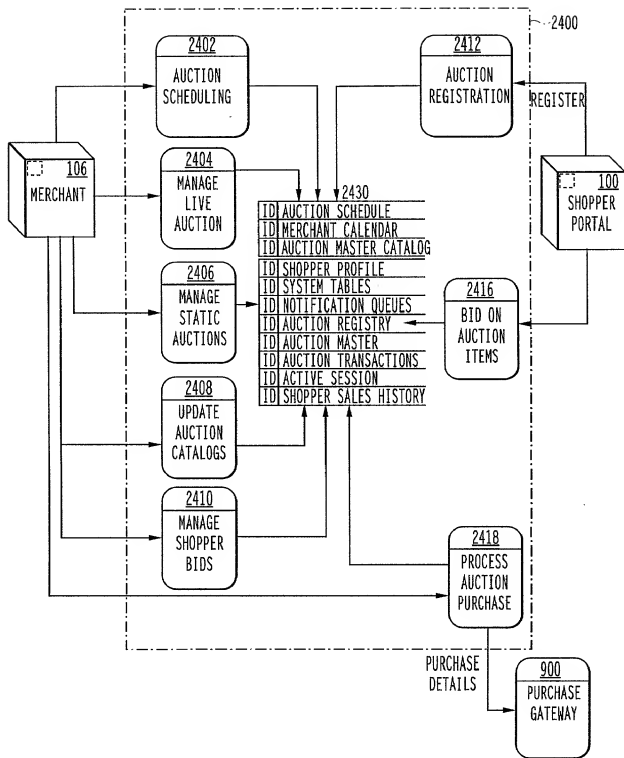 2400
2402
AUCTION
SCHEDULING
2412
AUCTION
REGISTRATION
REGISTER
106
MERCHANT
2404
MANAGE
LIVE
AUCTION
100
SHOPPER
PORTAL
2430
ID AUCTION SCHEDULE
ID MERCHANT CALENDAR
ID AUCTION MASTER CATALOG
ID SHOPPER PROFILE
ID SYSTEM TABLES
ID NOTIFICATION QUEUES
ID AUCTION REGISTRY
ID AUCTION MASTER
ID AUCTION TRANSACTIONS
ID ACTIVE SESSION
ID SHOPPER SALES HISTORY
2406
MANAGE
STATIC
AUCTIONS
2416
BID ON
AUCTION
ITEMS
2408
UPDATE
AUCTION
CATALOGS
2410
MANAGE
SHOPPER
BIDS
2418
PROCESS
AUCTION
PURCHASE
PURCHASE
DETAILS
900
PURCHASE
GATEWAY